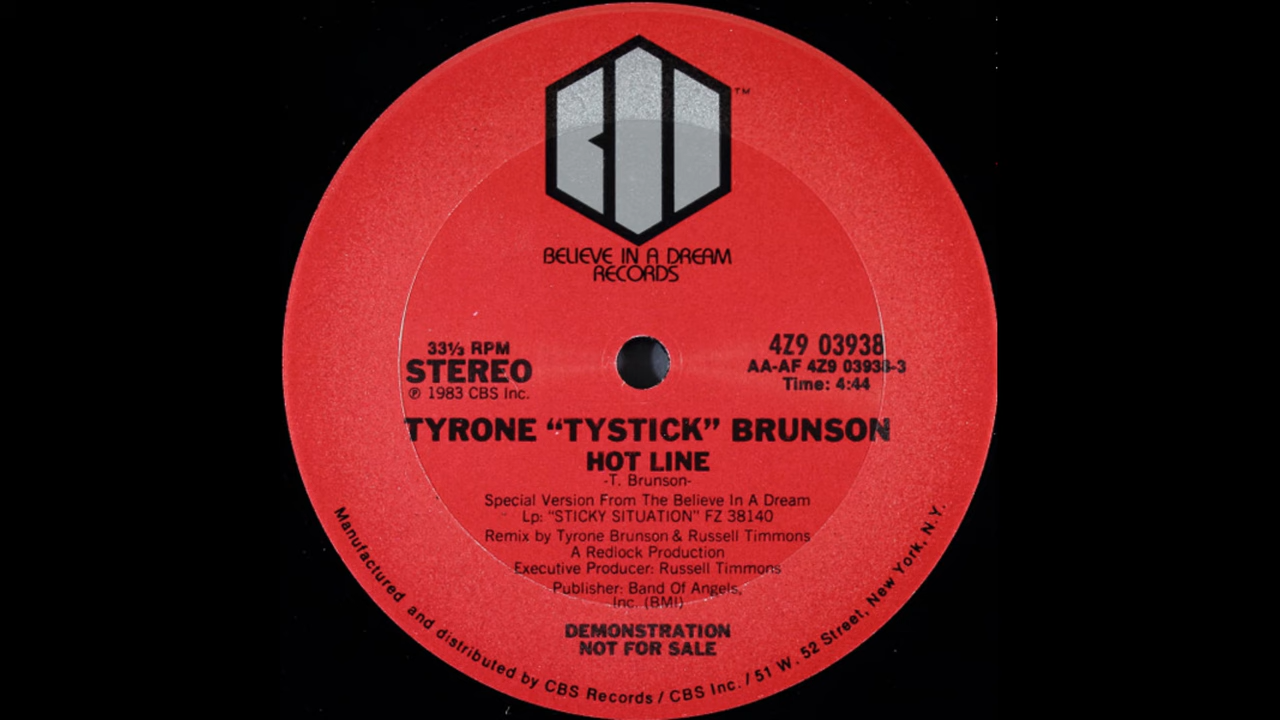 TM
BELIEVE IN A DREAM
RECORDS
33⅓ RPM
STEREO
℗ 1983 CBS Inc.
4Z9 03938
AA-AF 4Z9 03938-3
Time: 4:44
TYRONE “TYSTICK” BRUNSON
HOT LINE
-T. Brunson-
Special Version From The Believe In A Dream
Lp: “STICKY SITUATION” FZ 38140
Remix by Tyrone Brunson & Russell Timmons
A Redlock Production
Executive Producer: Russell Timmons
Publisher: Band Of Angels,
Inc. (BMI)
DEMONSTRATION
NOT FOR SALE
Manufactured and distributed by CBS Records / CBS Inc. / 51 W. 52 Street, New York, N.Y.